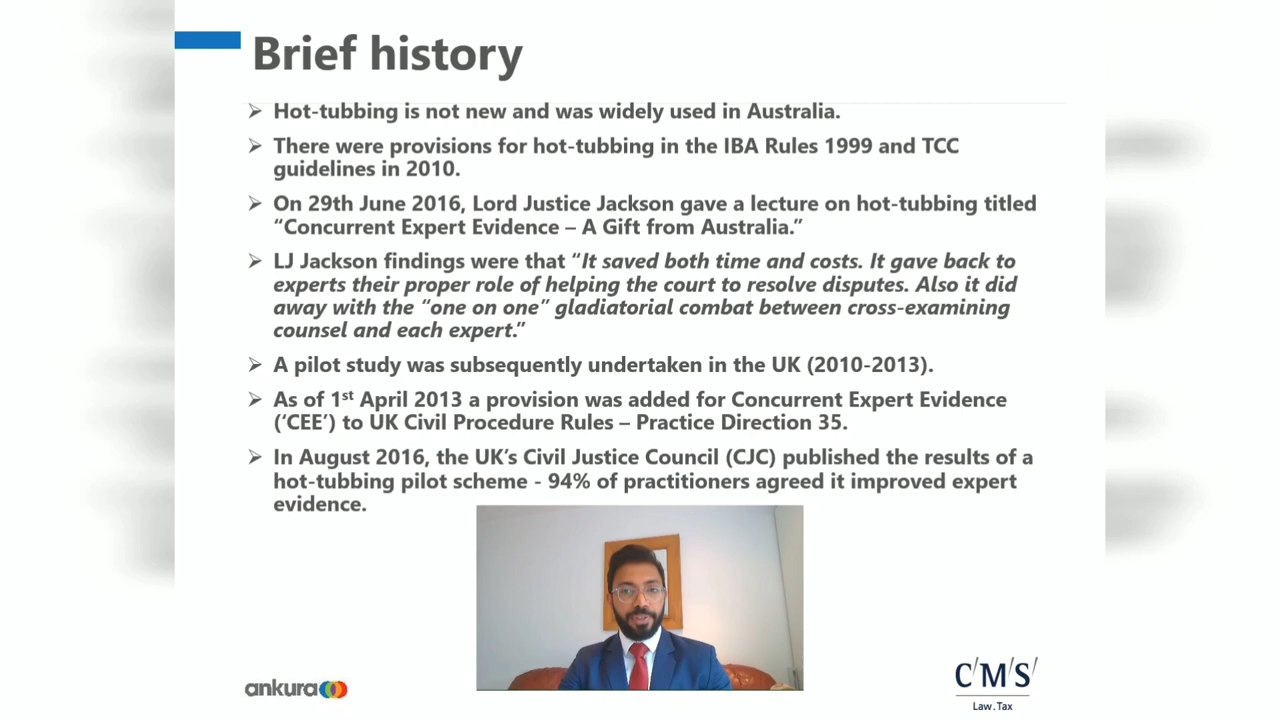 Brief history
Hot-tubbing is not new and was widely used in Australia.
There were provisions for hot-tubbing in the IBA Rules 1999 and TCC
guidelines in 2010.
On 29th June 2016, Lord Justice Jackson gave a lecture on hot-tubbing titled
“Concurrent Expert Evidence – A Gift from Australia.”
LJ Jackson findings were that “It saved both time and costs. It gave back to
experts their proper role of helping the court to resolve disputes. Also it did
away with the “one on one” gladiatorial combat between cross-examining
counsel and each expert.”
A pilot study was subsequently undertaken in the UK (2010-2013).
As of 1st April 2013 a provision was added for Concurrent Expert Evidence
(‘CEE’) to UK Civil Procedure Rules – Practice Direction 35.
In August 2016, the UK’s Civil Justice Council (CJC) published the results of a
hot-tubbing pilot scheme - 94% of practitioners agreed it improved expert
evidence.
ankura
C/M/S/
Law.Tax